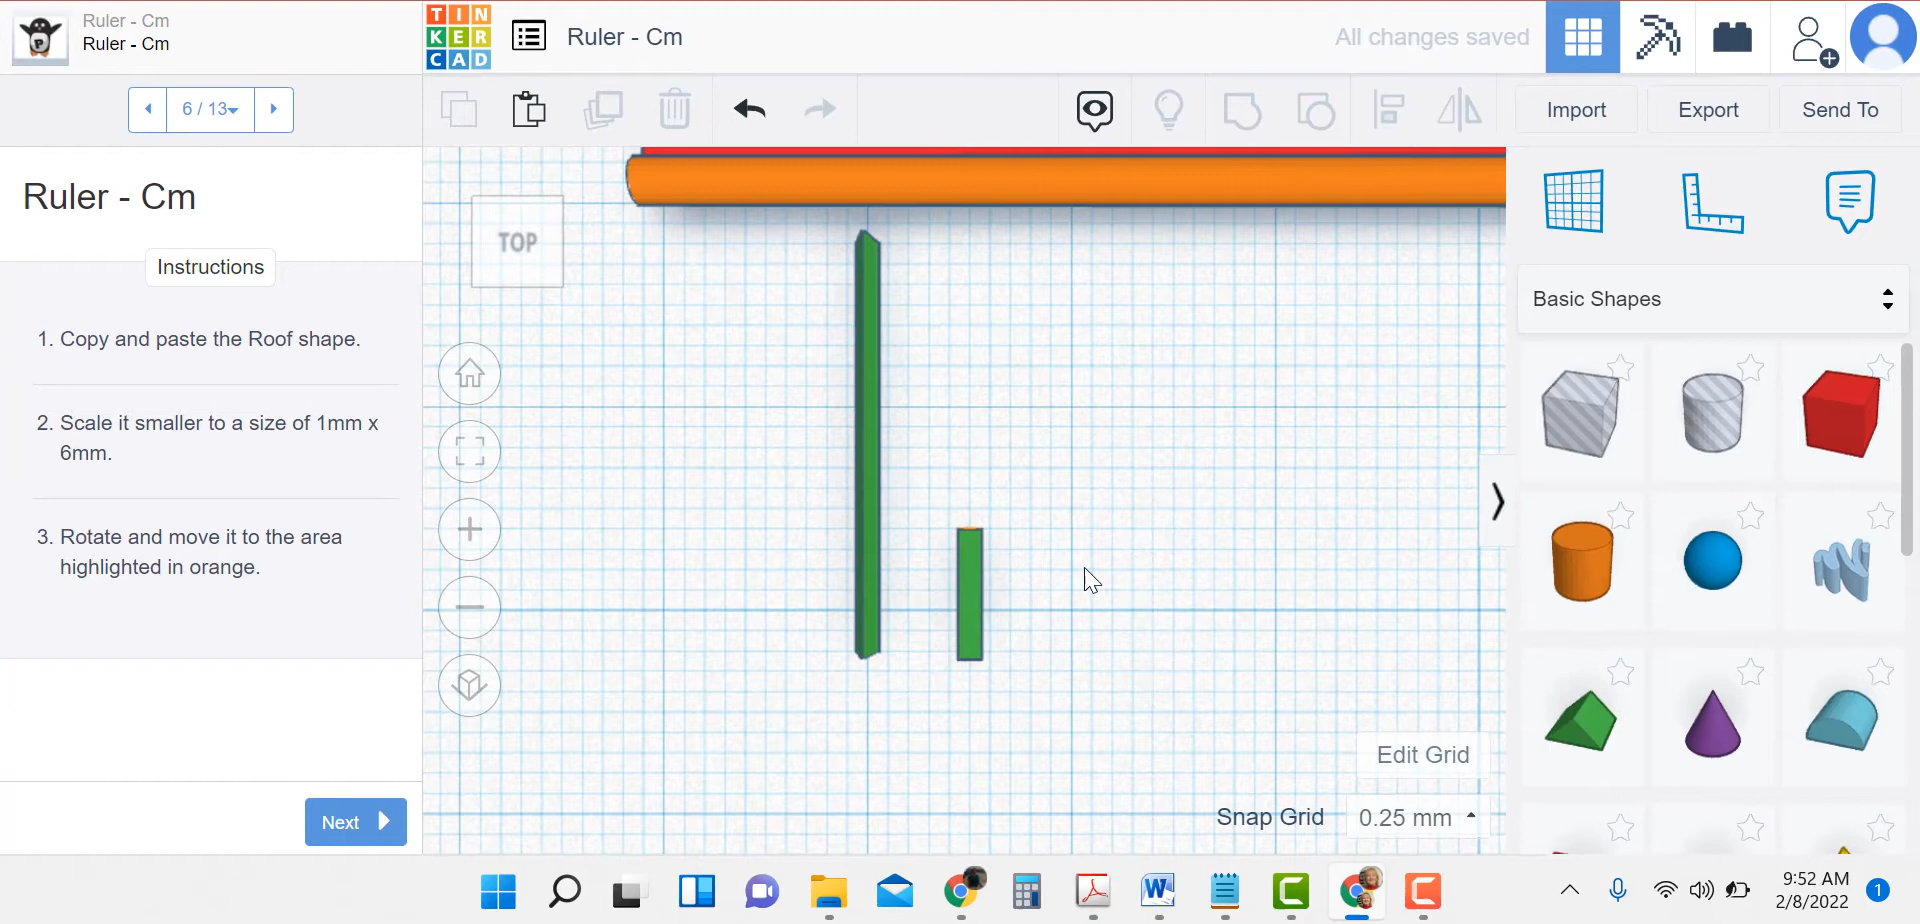 Ruler - Cm
Ruler - Cm
TIN
KER
CAD
Ruler - Cm
All changes saved
6 / 13
Import
Export
Send To
Ruler - Cm
Instructions
1. Copy and paste the Roof shape.
2. Scale it smaller to a size of 1mm x
6mm.
3. Rotate and move it to the area
highlighted in orange.
Next
TOP
Basic Shapes
Edit Grid
Snap Grid
0.25 mm
9:52 AM
2/8/2022
1